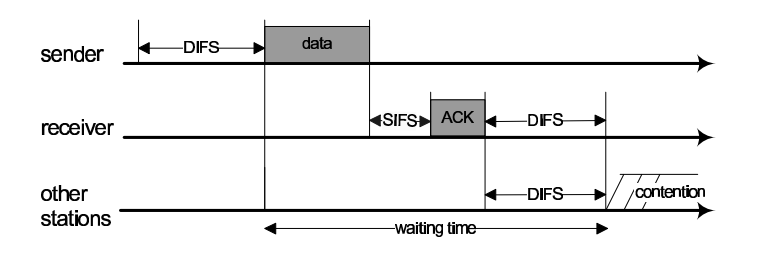 sender
DIFS
data
receiver
SIFS
ACK
DIFS
other
stations
DIFS
contention
waiting time